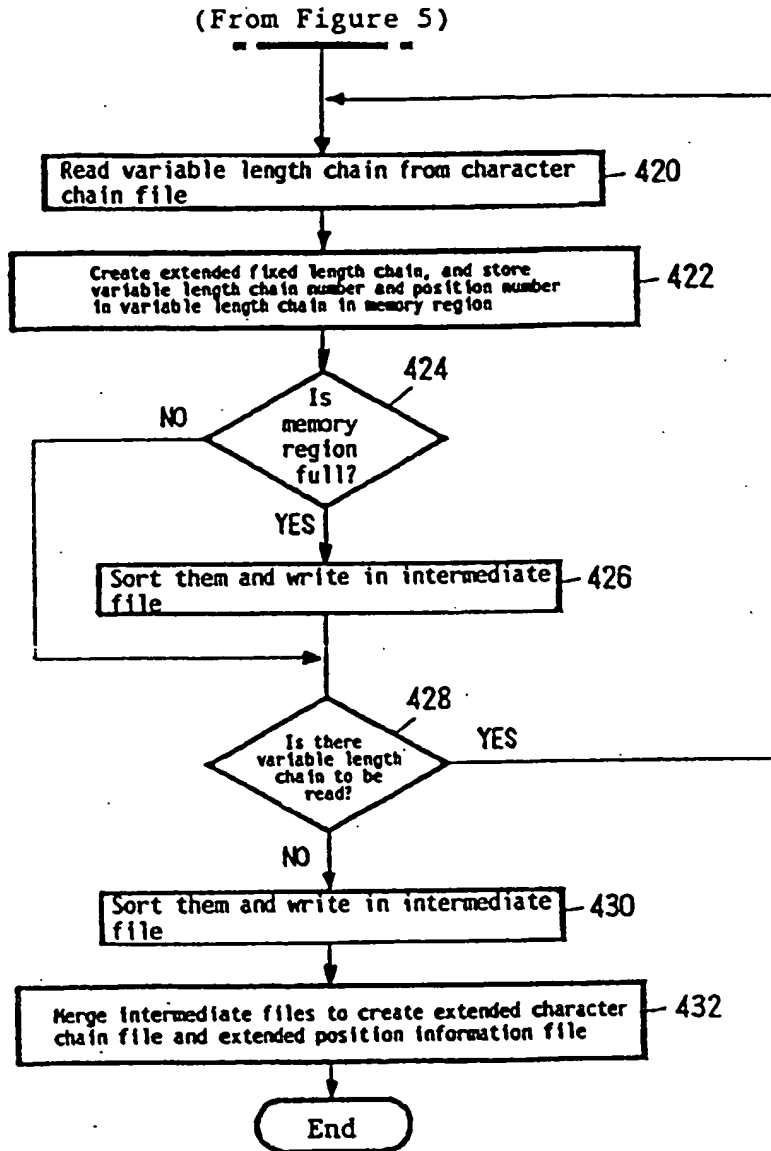 (From Figure 5)
Read variable length chain from character
chain file
420
Create extended fixed length chain, and store
variable length chain number and position number
in variable length chain in memory region
422
424
Is
memory
region
full?
NO
YES
Sort them and write in intermediate
file
426
428
Is there
variable length
chain to be
read?
YES
NO
Sort them and write in intermediate
file
430
Merge intermediate files to create extended character
chain file and extended position information file
432
End